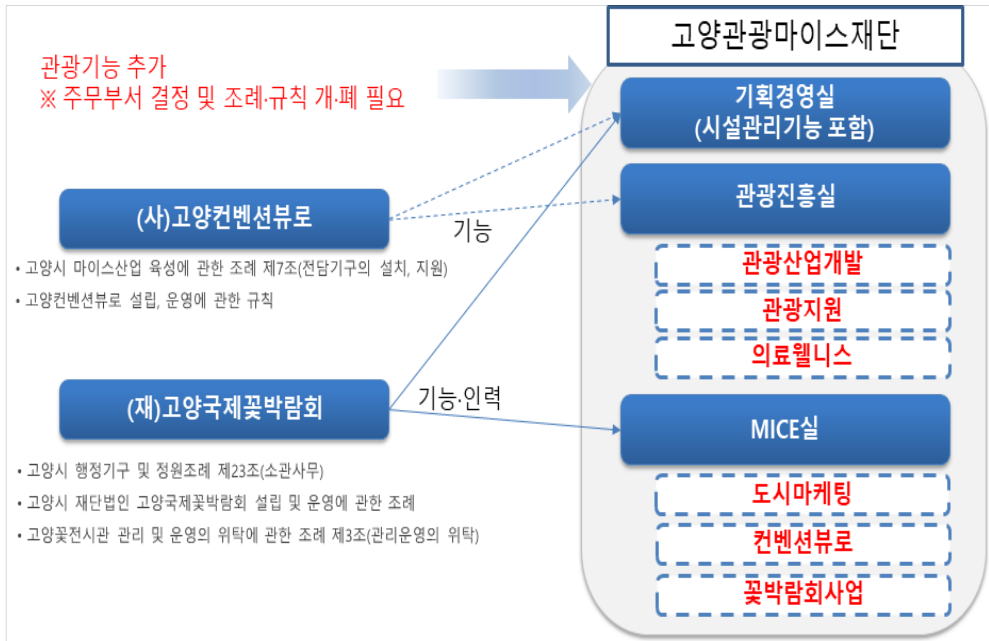 고양관광마이스재단
관광기능 추가
※ 주무부서 결정 및 조례·규칙 개·폐 필요
기획경영실
(시설관리기능 포함)
(사)고양컨벤션뷰로
기능
관광진흥실
• 고양시 마이스산업 육성에 관한 조례 제7조(전담기구의 설치, 지원)
• 고양컨벤션뷰로 설립, 운영에 관한 규칙
관광산업개발
관광지원
의료웰니스
(재)고양국제꽃박람회
기능·인력
MICE실
• 고양시 행정기구 및 정원조례 제23조(소관사무)
• 고양시 재단법인 고양국제꽃박람회 설립 및 운영에 관한 조례
• 고양꽃전시관 관리 및 운영의 위탁에 관한 조례 제3조(관리운영의 위탁)
도시마케팅
컨벤션뷰로
꽃박람회사업